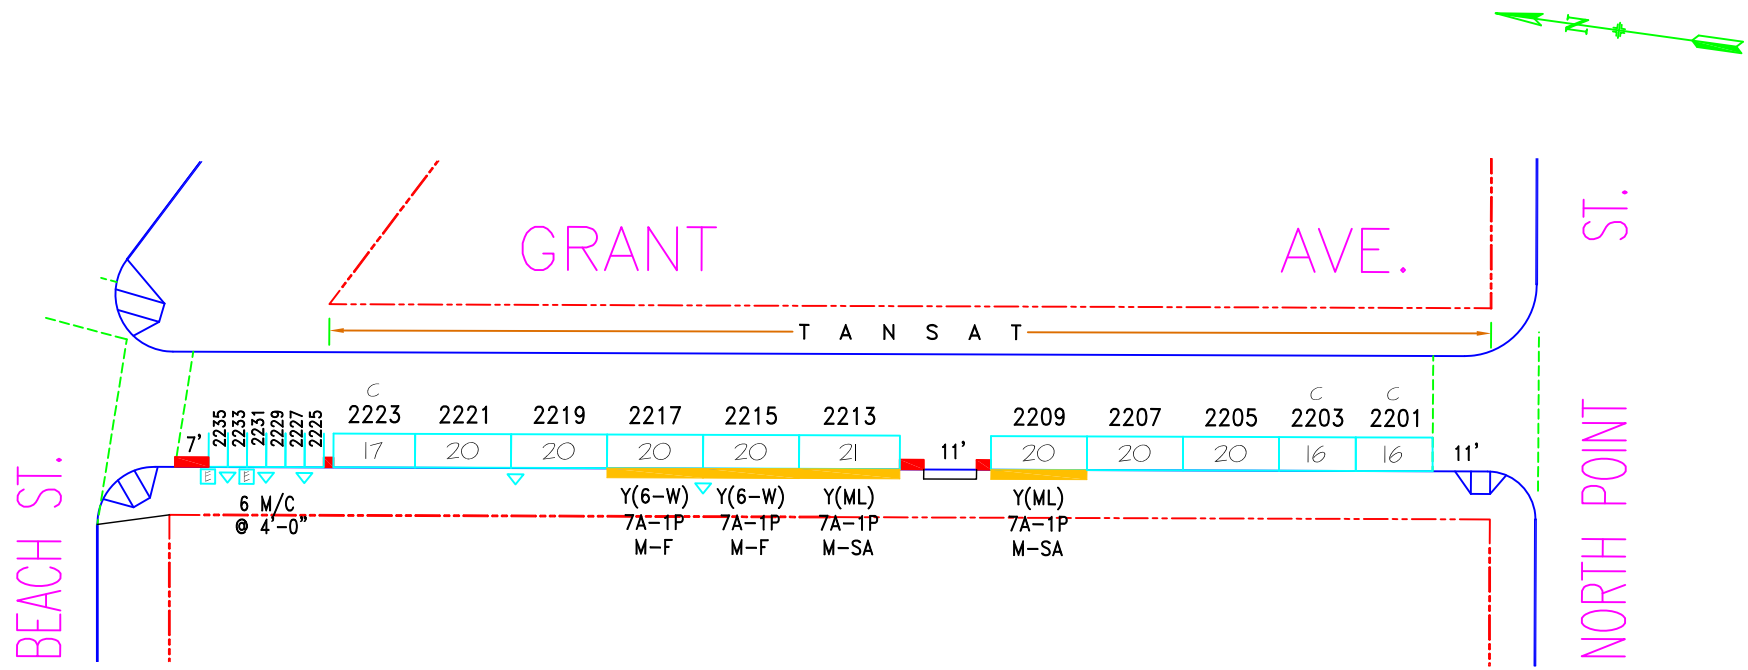 N
GRANT AVE.
ST.
T A N S A T
C C C
2235 2233 2231 2229 2227 2225 2223 2221 2219 2217 2215 2213 2209 2207 2205 2203 2201
7' 17 20 20 20 20 21 11' 20 20 20 16 16 11'
E E
6 M/C
@ 4'-0"
Y(6-W) Y(6-W) Y(ML) Y(ML)
7A-1P 7A-1P 7A-1P 7A-1P
M-F M-F M-SA M-SA
BEACH ST.
NORTH POINT